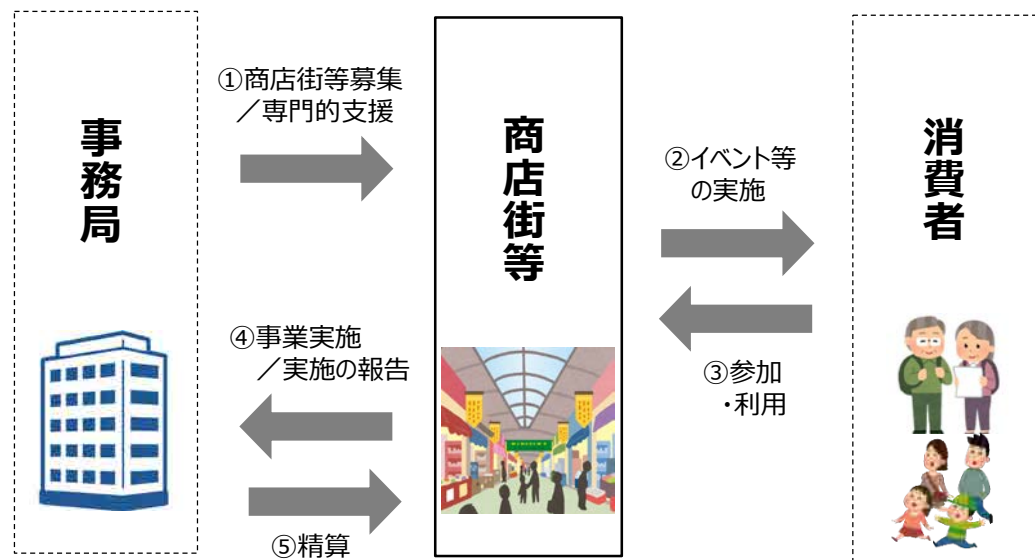 事務局
①商店街等募集
／専門的支援
商店街等
②イベント等
の実施
消費者
③参加
・利用
④事業実施
／実施の報告
⑤精算